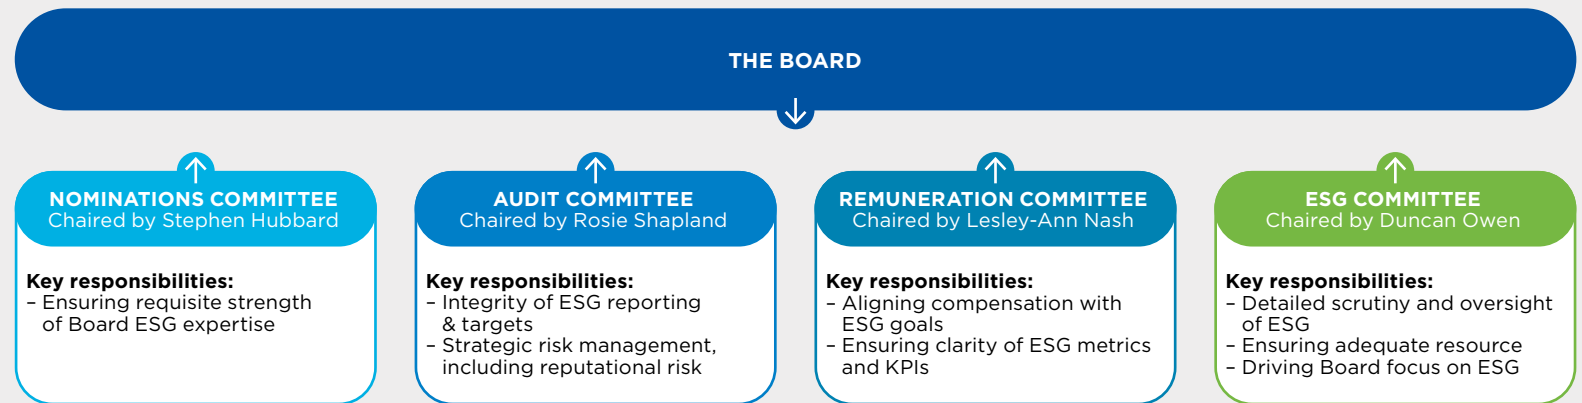 THE BOARD
NOMINATIONS COMMITTEE
Chaired by Stephen Hubbard
Key responsibilities:
– Ensuring requisite strength
of Board ESG expertise
AUDIT COMMITTEE
Chaired by Rosie Shapland
Key responsibilities:
– Integrity of ESG reporting
& targets
– Strategic risk management,
including reputational risk
REMUNERATION COMMITTEE
Chaired by Lesley-Ann Nash
Key responsibilities:
– Aligning compensation with
ESG goals
– Ensuring clarity of ESG metrics
and KPIs
ESG COMMITTEE
Chaired by Duncan Owen
Key responsibilities:
– Detailed scrutiny and oversight
of ESG
– Ensuring adequate resource
– Driving Board focus on ESG